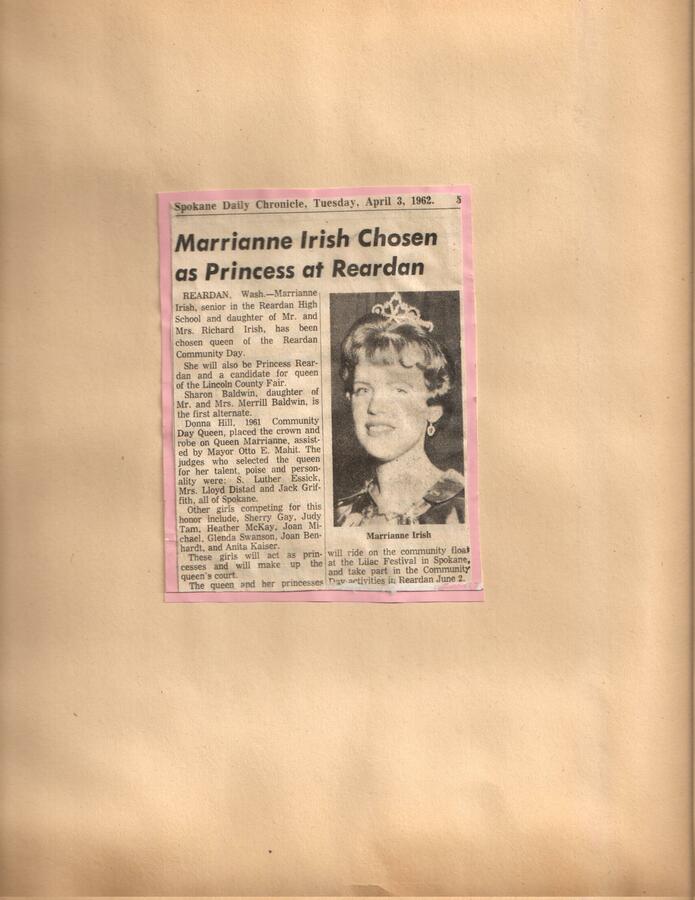 Spokane Daily Chronicle, Tuesday, April 3, 1962. 5
Marrianne Irish Chosen
as Princess at Reardan
REARDAN, Wash.—Marrianne
Irish, senior in the Reardan High
School and daughter of Mr. and
Mrs. Richard Irish, has been
chosen queen of the Reardan
Community Day.
She will also be Princess Rear-
dan and a candidate for queen
of the Lincoln County Fair.
Sharon Baldwin, daughter of
Mr. and Mrs. Merrill Baldwin, is
the first alternate.
Donna Hill, 1961 Community
Day Queen, placed the crown and
robe on Queen Marrianne, assist-
ed by Mayor Otto E. Mahit. The
judges who selected the queen
for her talent, poise and person-
ality were: S. Luther Essick,
Mrs. Lloyd Distad and Jack Grif-
fith, all of Spokane.
Other girls competing for this
honor include, Sherry Gay, Judy
Tam, Heather McKay, Joan Mi-
chael, Glenda Swanson, Joan Ben-
hardt, and Anita Kaiser.
These girls will act as prin-
cesses and will make up the
queen's court.
The queen and her princesses
Marrianne Irish
will ride on the community float
at the Lilac Festival in Spokane,
and take part in the Community
Day activities in Reardan June 2.